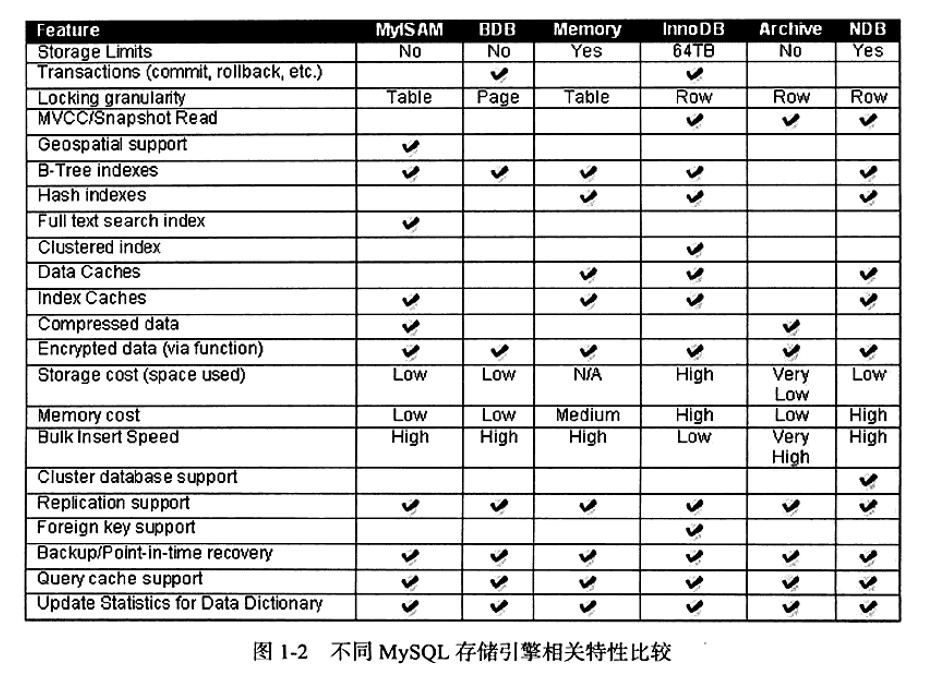 Feature MyISAM BDB Memory InnoDB Archive NDB
Storage Limits No No Yes 64TB No Yes
Transactions (commit, rollback, etc.) ✔ ✔
Locking granularity Table Page Table Row Row Row
MVCC/Snapshot Read ✔ ✔ ✔
Geospatial support ✔
B-Tree indexes ✔ ✔ ✔ ✔ ✔
Hash indexes ✔ ✔ ✔
Full text search index ✔
Clustered index ✔
Data Caches ✔ ✔ ✔
Index Caches ✔ ✔ ✔ ✔
Compressed data ✔ ✔
Encrypted data (via function) ✔ ✔ ✔ ✔ ✔ ✔
Storage cost (space used) Low Low N/A High Very Low
Low
Memory cost Low Low Medium High Low High
Bulk Insert Speed High High High Low Very High
High
Cluster database support ✔
Replication support ✔ ✔ ✔ ✔ ✔ ✔
Foreign key support ✔
Backup/Point-in-time recovery ✔ ✔ ✔ ✔ ✔ ✔
Query cache support ✔ ✔ ✔ ✔ ✔ ✔
Update Statistics for Data Dictionary ✔ ✔ ✔ ✔ ✔ ✔
图 1-2 不同 MySQL 存储引擎相关特性比较